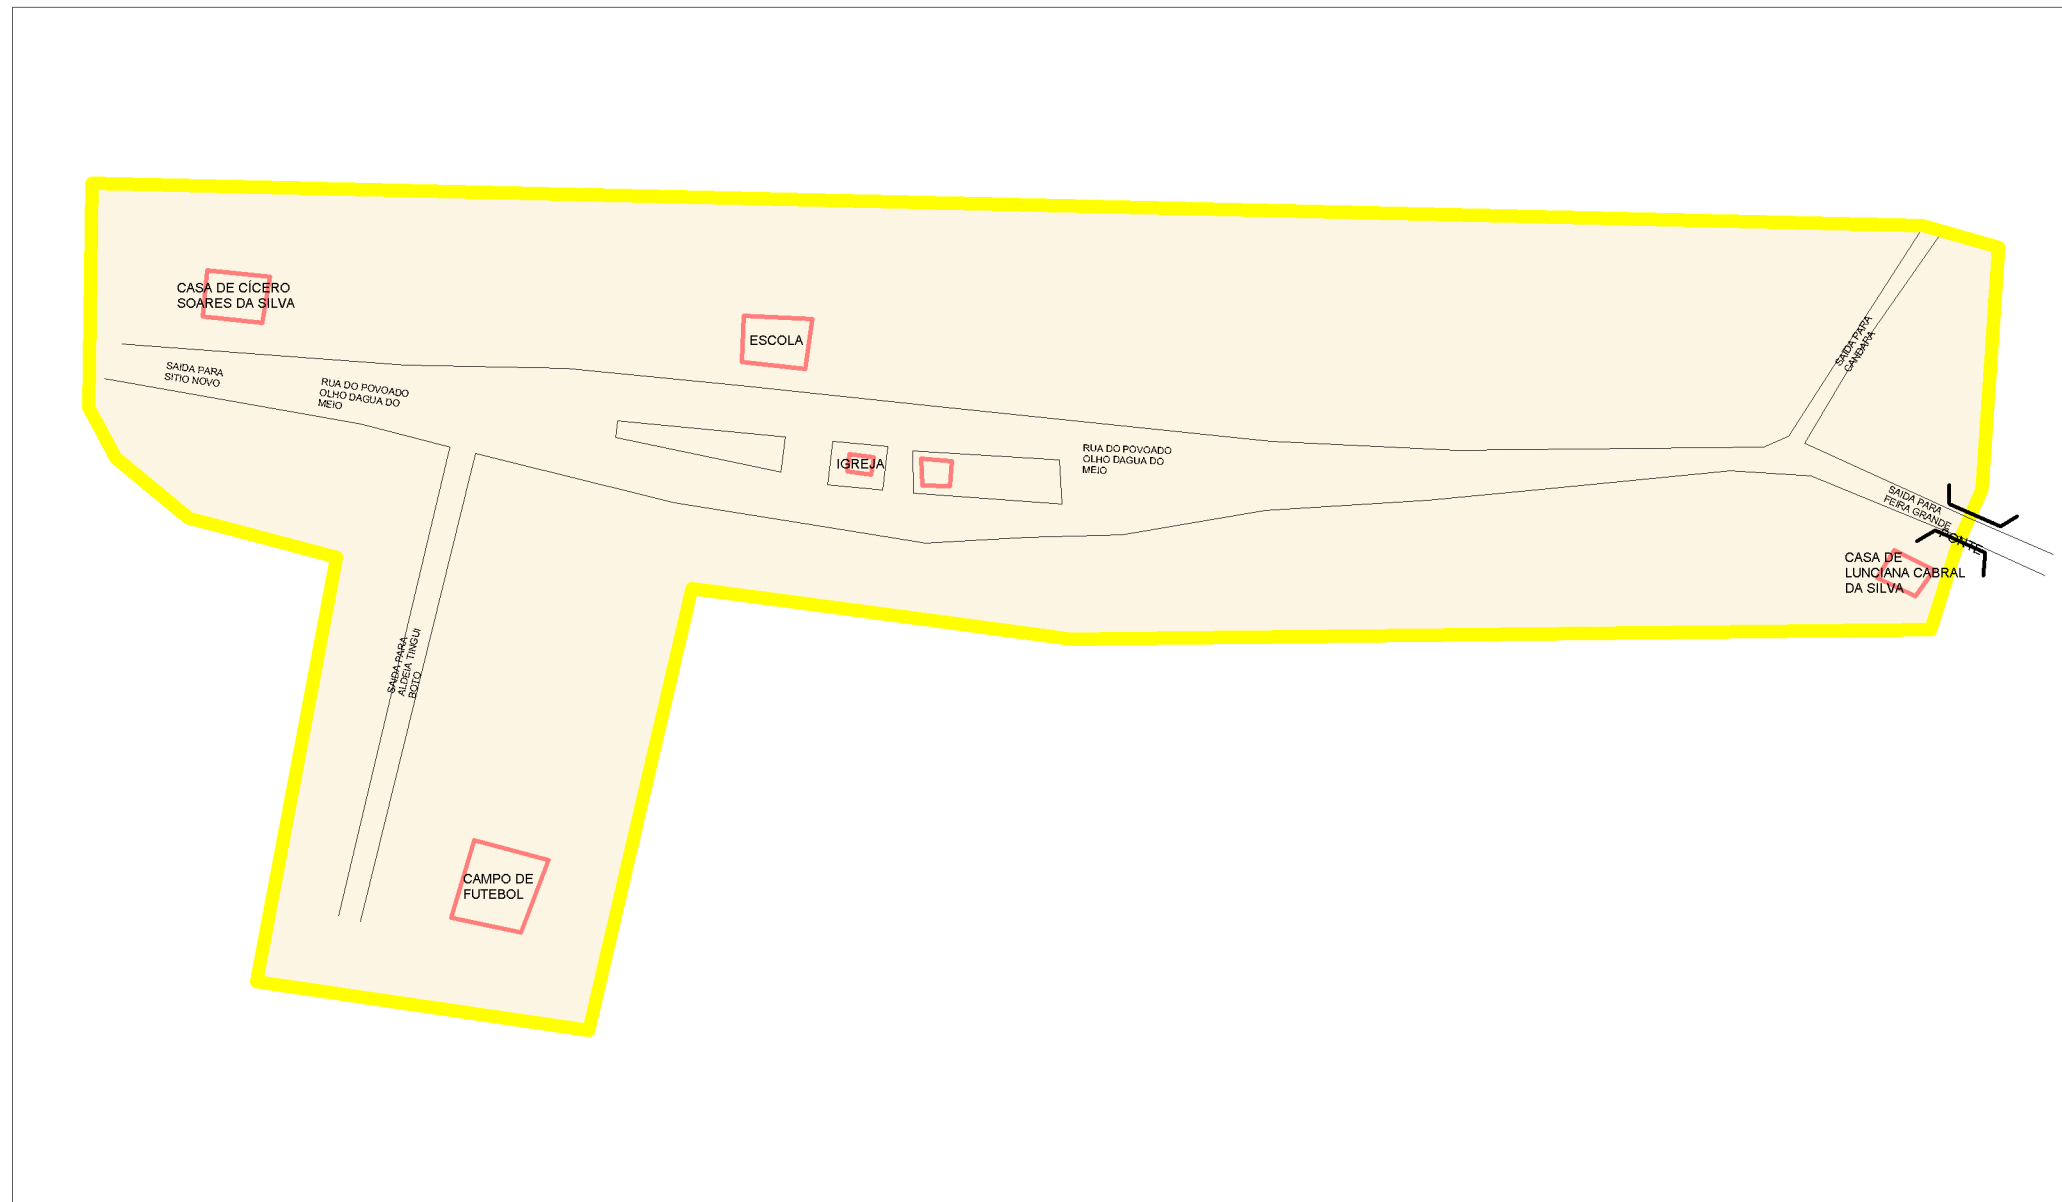 CASA DE CÍCERO
SOARES DA SILVA
ESCOLA
SAIDA PARA
CANBARA
SAIDA PARA
SITIO NOVO
RUA DO POVOADO
OLHO DAGUA DO
MEIO
IGREJA
RUA DO POVOADO
OLHO DAGUA DO
MEIO
SAIDA PARA
FEIRA GRANDE
PONTE
CASA DE
LUNCIANA CABRAL
DA SILVA
SAIDA PARA
ALDEIA TINGUI
BOTO
CAMPO DE
FUTEBOL